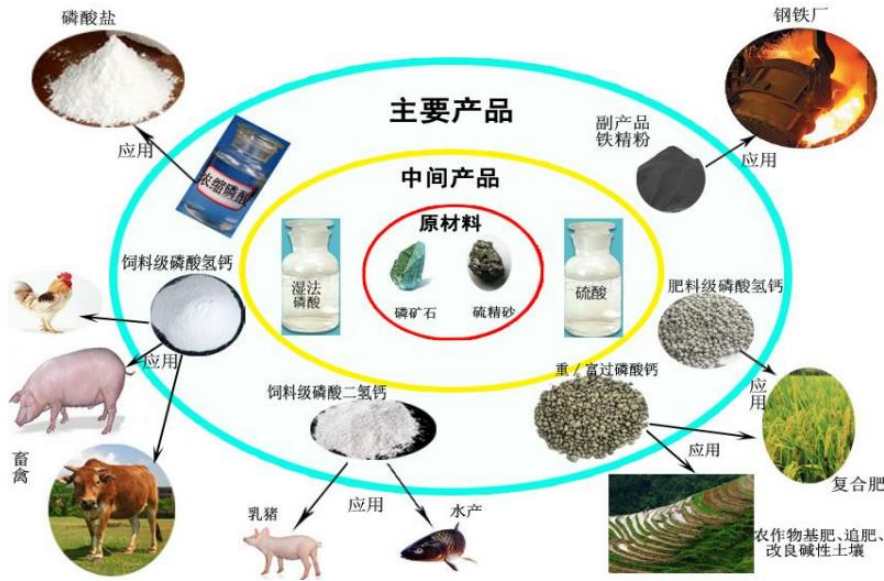 磷酸盐
钢铁厂
主要产品
副产品
铁精粉
应用
应用
浓缩磷酸
中间产品
原材料
饲料级磷酸氢钙
湿法
磷酸
磷矿石
硫精砂
硫酸
肥料级磷酸氢钙
应用
重/富过磷酸钙
应用
饲料级磷酸二氢钙
应用
畜
禽
复合肥
乳猪
应用
水产
农作物基肥、追肥、
改良碱性土壤